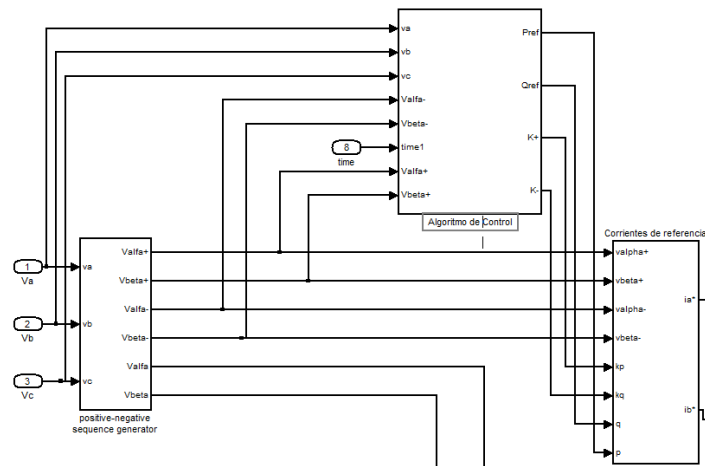 va
vb
vc
Valfa-
Vbeta-
time1
Valfa+
Vbeta+
Pref
Qref
K+
K-
8
time
Algoritmo de Control
Corrientes de referencia
1
Va
2
Vb
3
Vc
va
vb
vc
Valfa+
Vbeta+
Valfa-
Vbeta-
Valfa
Vbeta
positive-negative
sequence generator
valpha+
vbeta+
valpha-
vbeta-
kp
kq
q
p
ia*
ib*